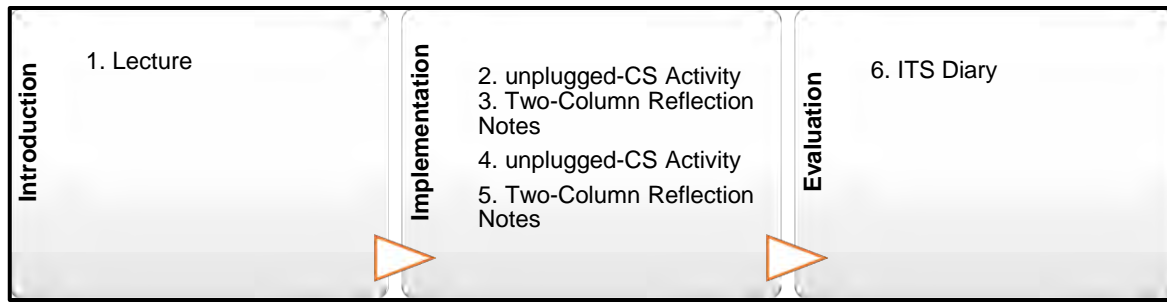 Introduction
1. Lecture
Implementation
2. unplugged-CS Activity
3. Two-Column Reflection
Notes
4. unplugged-CS Activity
5. Two-Column Reflection
Notes
Evaluation
6. ITS Diary